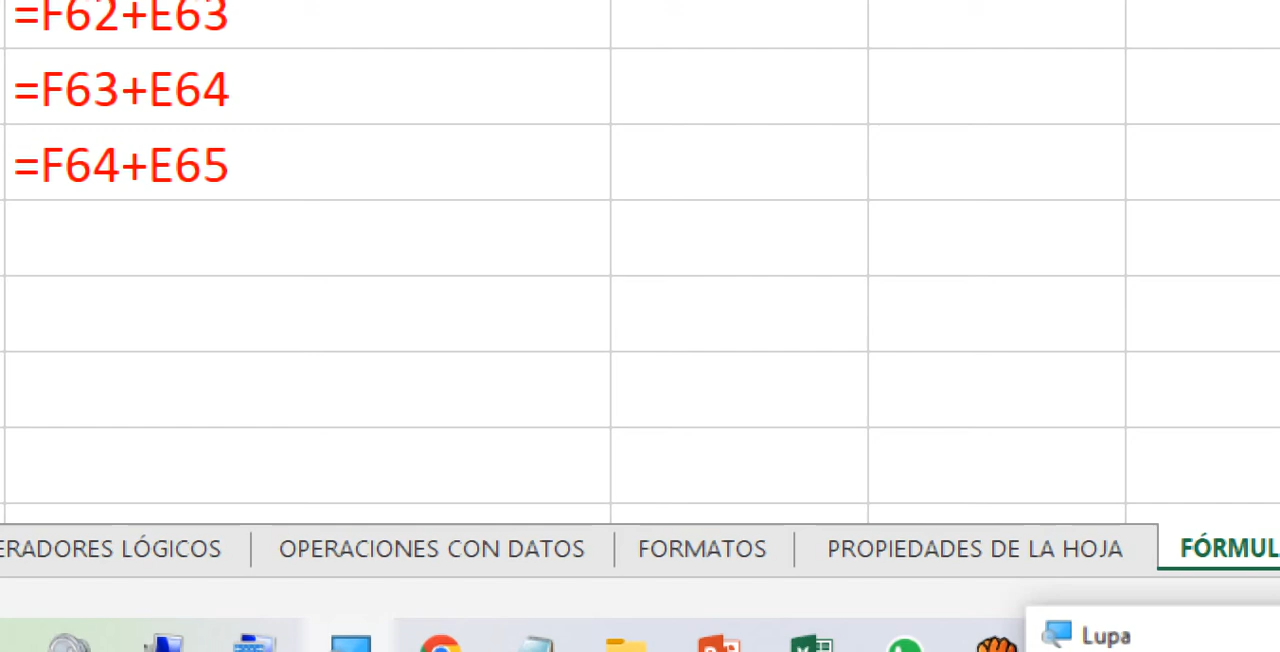 =F62+E63
=F63+E64
=F64+E65
ERADORES LÓGICOS
OPERACIONES CON DATOS
FORMATOS
PROPIEDADES DE LA HOJA
FÓRMUL
Lupa